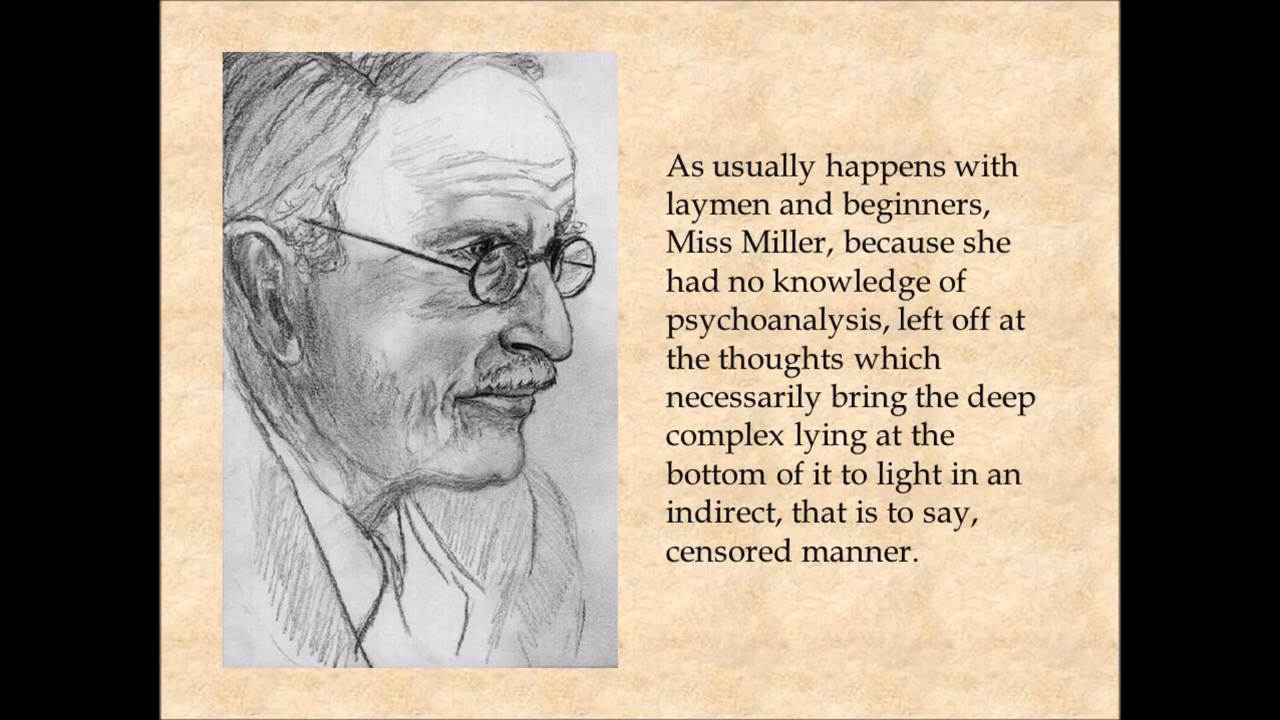 As usually happens with
laymen and beginners,
Miss Miller, because she
had no knowledge of
psychoanalysis, left off at
the thoughts which
necessarily bring the deep
complex lying at the
bottom of it to light in an
indirect, that is to say,
censored manner.